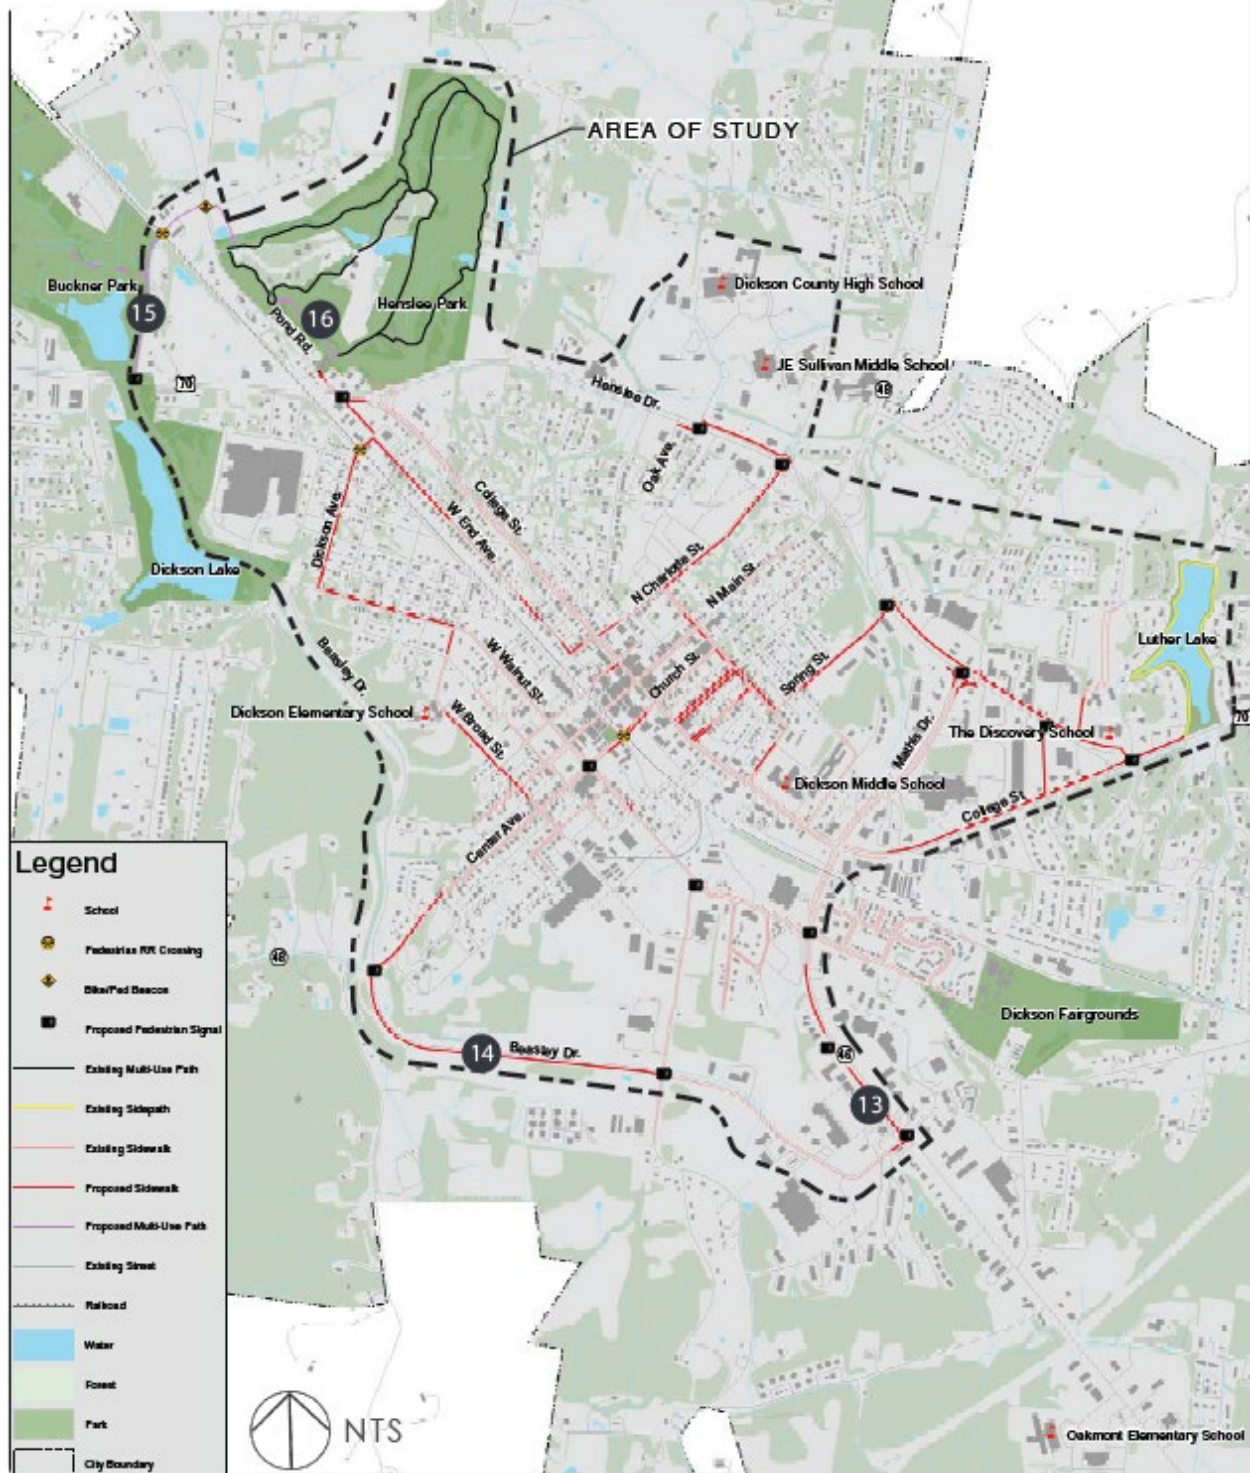 AREA OF STUDY
Dickson County High School
Buckner Park
15
16
Henslee Park
Pond Rd.
JE Sullivan Middle School
70
48
Henslee Dr.
Oak Ave.
College St.
W End Ave.
Dickson Ave.
Dickson Lake
N Charlotte St.
N Main St.
Luther Lake
Beasley Dr.
W Walnut St.
Church St.
Spring St.
Dickson Elementary School
W Broad St.
Mathis Dr.
The Discovery School
70
Dickson Middle School
College St.
Center Ave.
48
Dickson Fairgrounds
14
Beasley Dr.
46
13
Oakmont Elementary School
Legend
School
Pedestrian RR Crossing
Bike/Ped Beacon
Proposed Pedestrian Signal
Existing Multi-Use Path
Existing Sidepath
Existing Sidewalk
Proposed Sidewalk
Proposed Multi-Use Path
Existing Street
Railroad
Water
Forest
Park
City Boundary
NTS